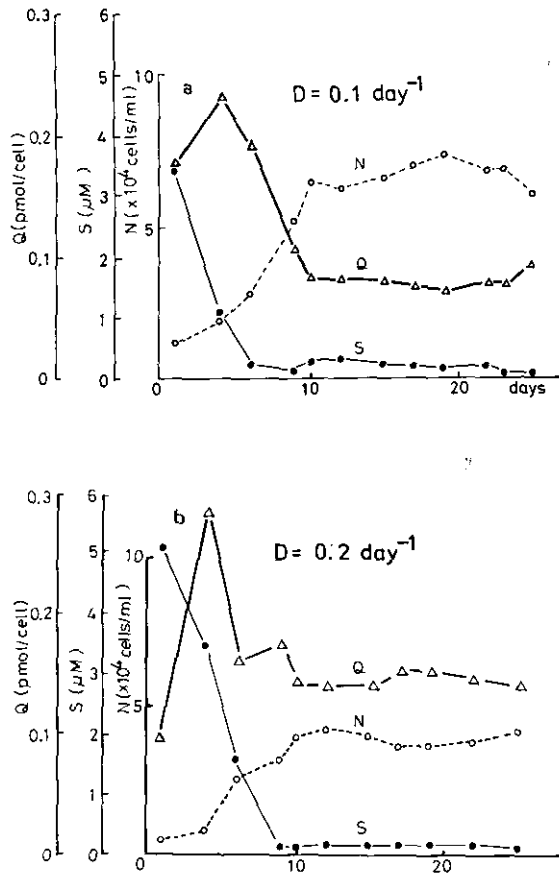 a
D = 0.1 day⁻¹
Q (pmol/cell)
S (μM)
N (x10⁴ cells/ml)
0.3
0.2
0.1
0
6
5
4
3
2
1
0
10
5
N
Q
S
0
10
20
days
b
D = 0.2 day⁻¹
Q (pmol/cell)
S (μM)
N (x10⁴ cells/ml)
0.3
0.2
0.1
0
6
5
4
3
2
1
0
10
5
Q
N
S
0
10
20